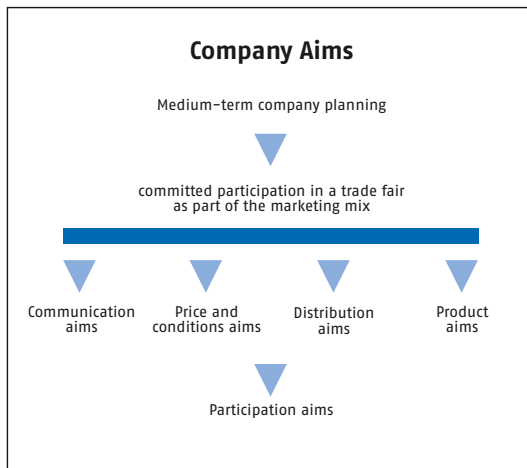 Company Aims
Medium-term company planning
committed participation in a trade fair
as part of the marketing mix
Communication
aims
Price and
conditions aims
Distribution
aims
Product
aims
Participation aims